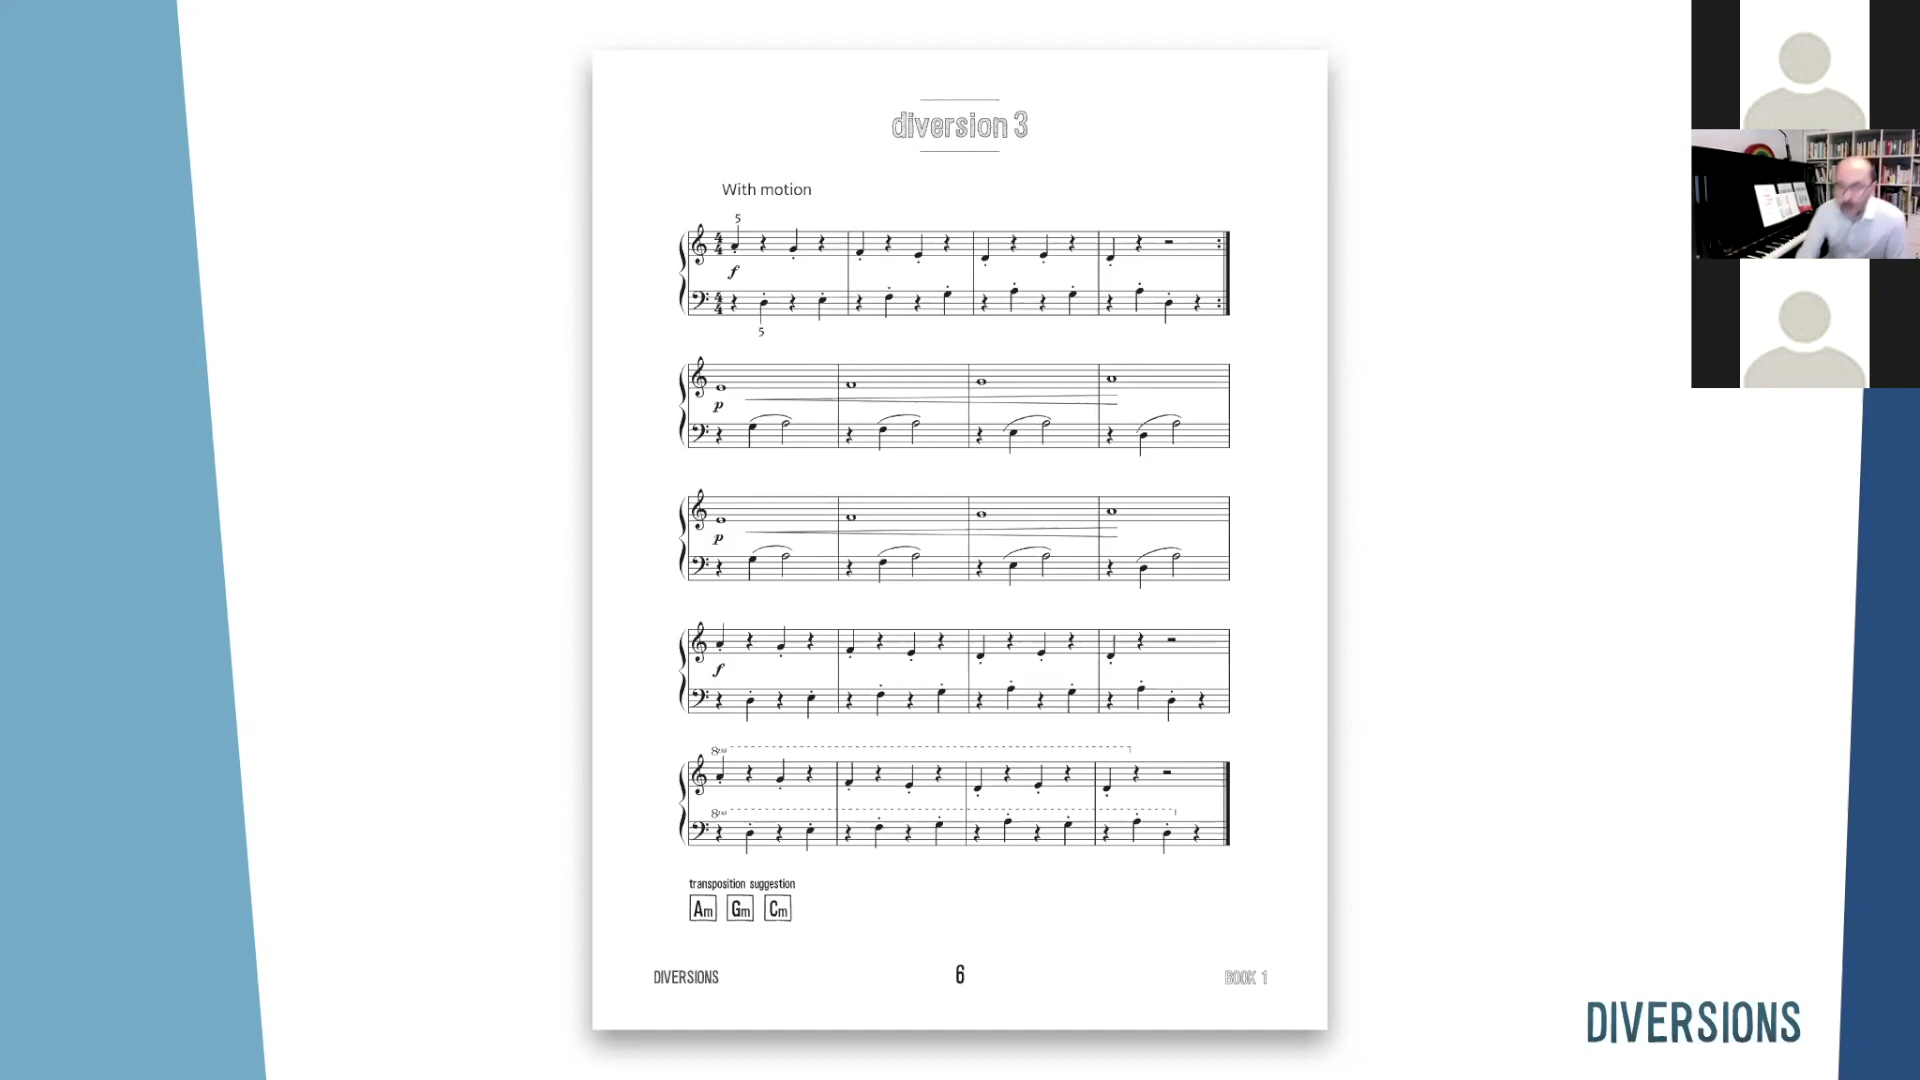 diversion 3
With motion
5
f
5
p
p
f
8va
8va
transposition suggestion
Am Gm Cm
DIVERSIONS 6 BOOK 1
DIVERSIONS